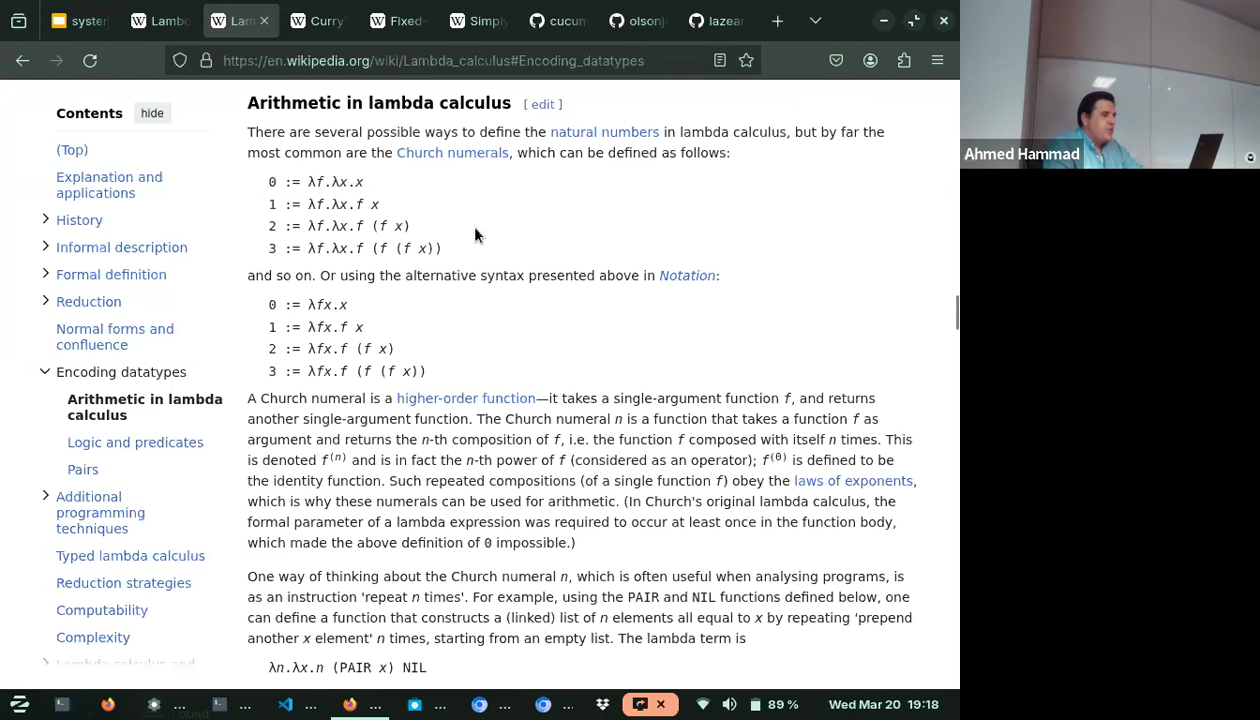 system
Lambd
Lam
Curry
Fixed-
Simply
cucum
olsonj
lazear
https://en.wikipedia.org/wiki/Lambda_calculus#Encoding_datatypes
Contents hide
(Top)
Explanation and
applications
History
Informal description
Formal definition
Reduction
Normal forms and
confluence
Encoding datatypes
Arithmetic in lambda
calculus
Logic and predicates
Pairs
Additional
programming
techniques
Typed lambda calculus
Reduction strategies
Computability
Complexity
Lambda calculus and
Arithmetic in lambda calculus [ edit ]
There are several possible ways to define the natural numbers in lambda calculus, but by far the
most common are the Church numerals, which can be defined as follows:
0 := λf.λx.x
1 := λf.λx.f x
2 := λf.λx.f (f x)
3 := λf.λx.f (f (f x))
and so on. Or using the alternative syntax presented above in Notation:
0 := λfx.x
1 := λfx.f x
2 := λfx.f (f x)
3 := λfx.f (f (f x))
A Church numeral is a higher-order function—it takes a single-argument function f, and returns
another single-argument function. The Church numeral n is a function that takes a function f as
argument and returns the n-th composition of f, i.e. the function f composed with itself n times. This
is denoted f⁽ⁿ⁾ and is in fact the n-th power of f (considered as an operator); f⁽⁰⁾ is defined to be
the identity function. Such repeated compositions (of a single function f) obey the laws of exponents,
which is why these numerals can be used for arithmetic. (In Church's original lambda calculus, the
formal parameter of a lambda expression was required to occur at least once in the function body,
which made the above definition of 0 impossible.)
One way of thinking about the Church numeral n, which is often useful when analysing programs, is
as an instruction 'repeat n times'. For example, using the PAIR and NIL functions defined below, one
can define a function that constructs a (linked) list of n elements all equal to x by repeating 'prepend
another x element' n times, starting from an empty list. The lambda term is
λn.λx.n (PAIR x) NIL
Ahmed Hammad
89 %
Wed Mar 20 19:18